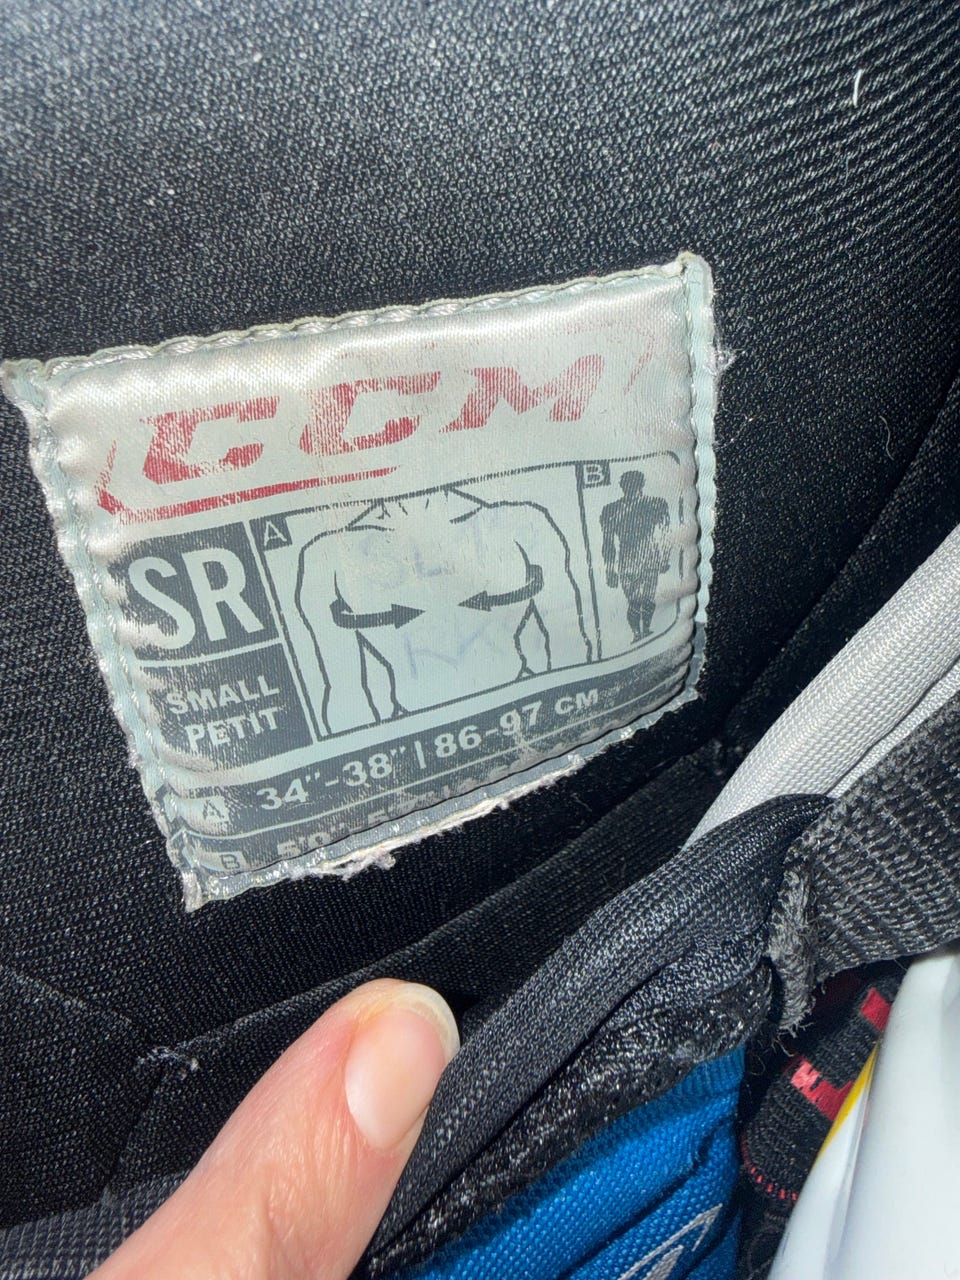 CCM
SR
SMALL
PETIT
A
B
A 34"-38" | 86-97 CM
B